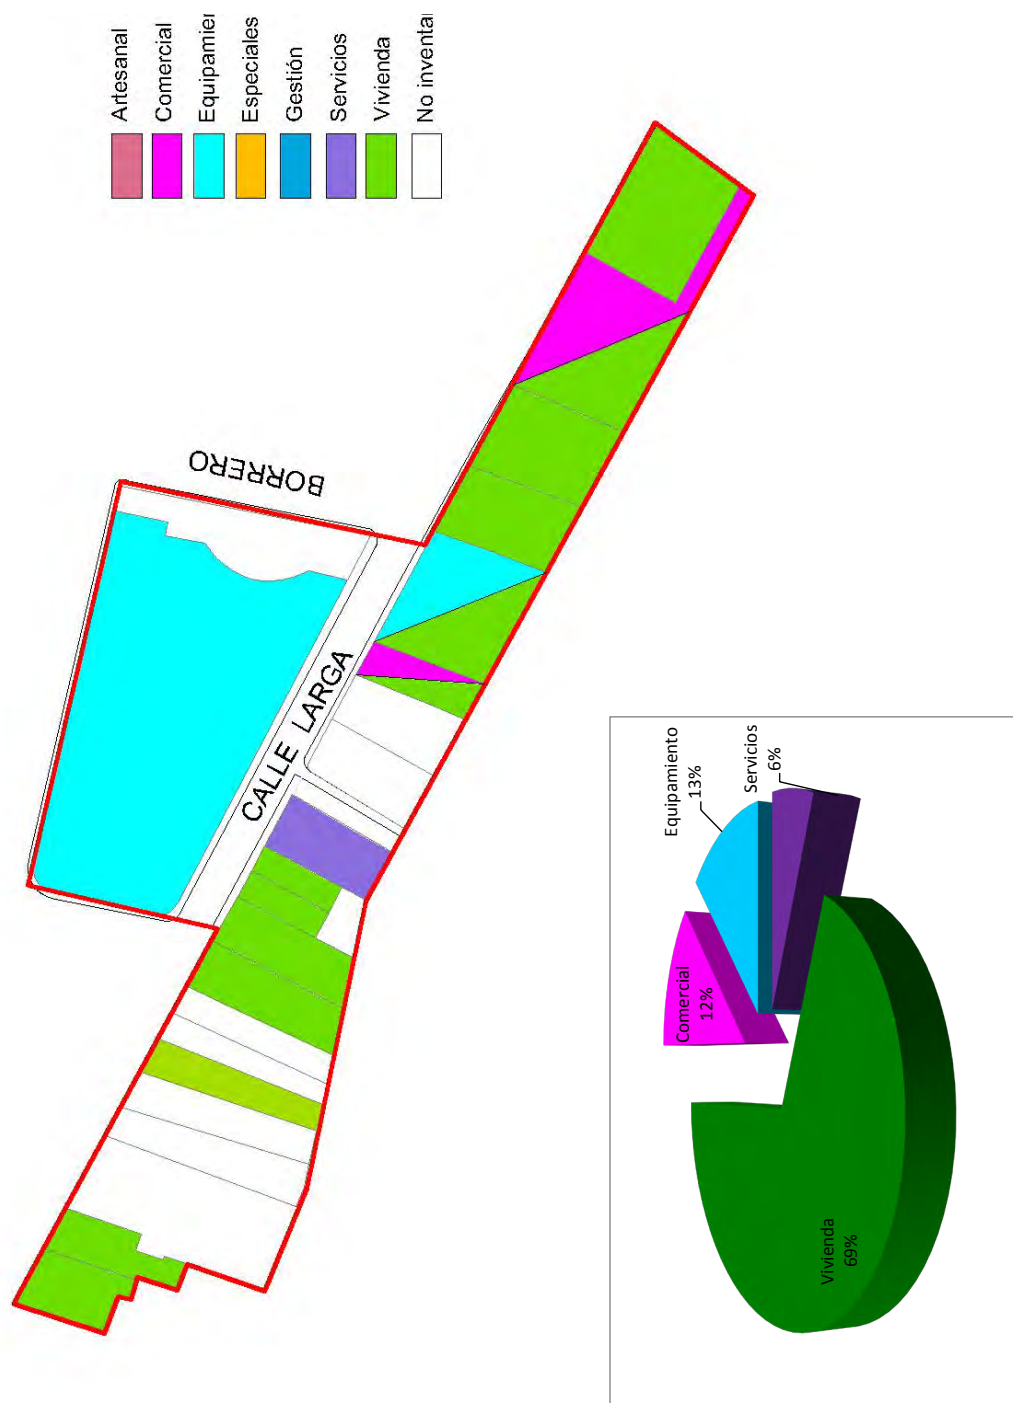 Artesanal
Comercial
Equipamier
Especiales
Gestión
Servicios
Vivienda
No inventa
BORRERO
CALLE LARGA
Equipamiento
13%
Servicios
6%
Comercial
12%
Vivienda
69%